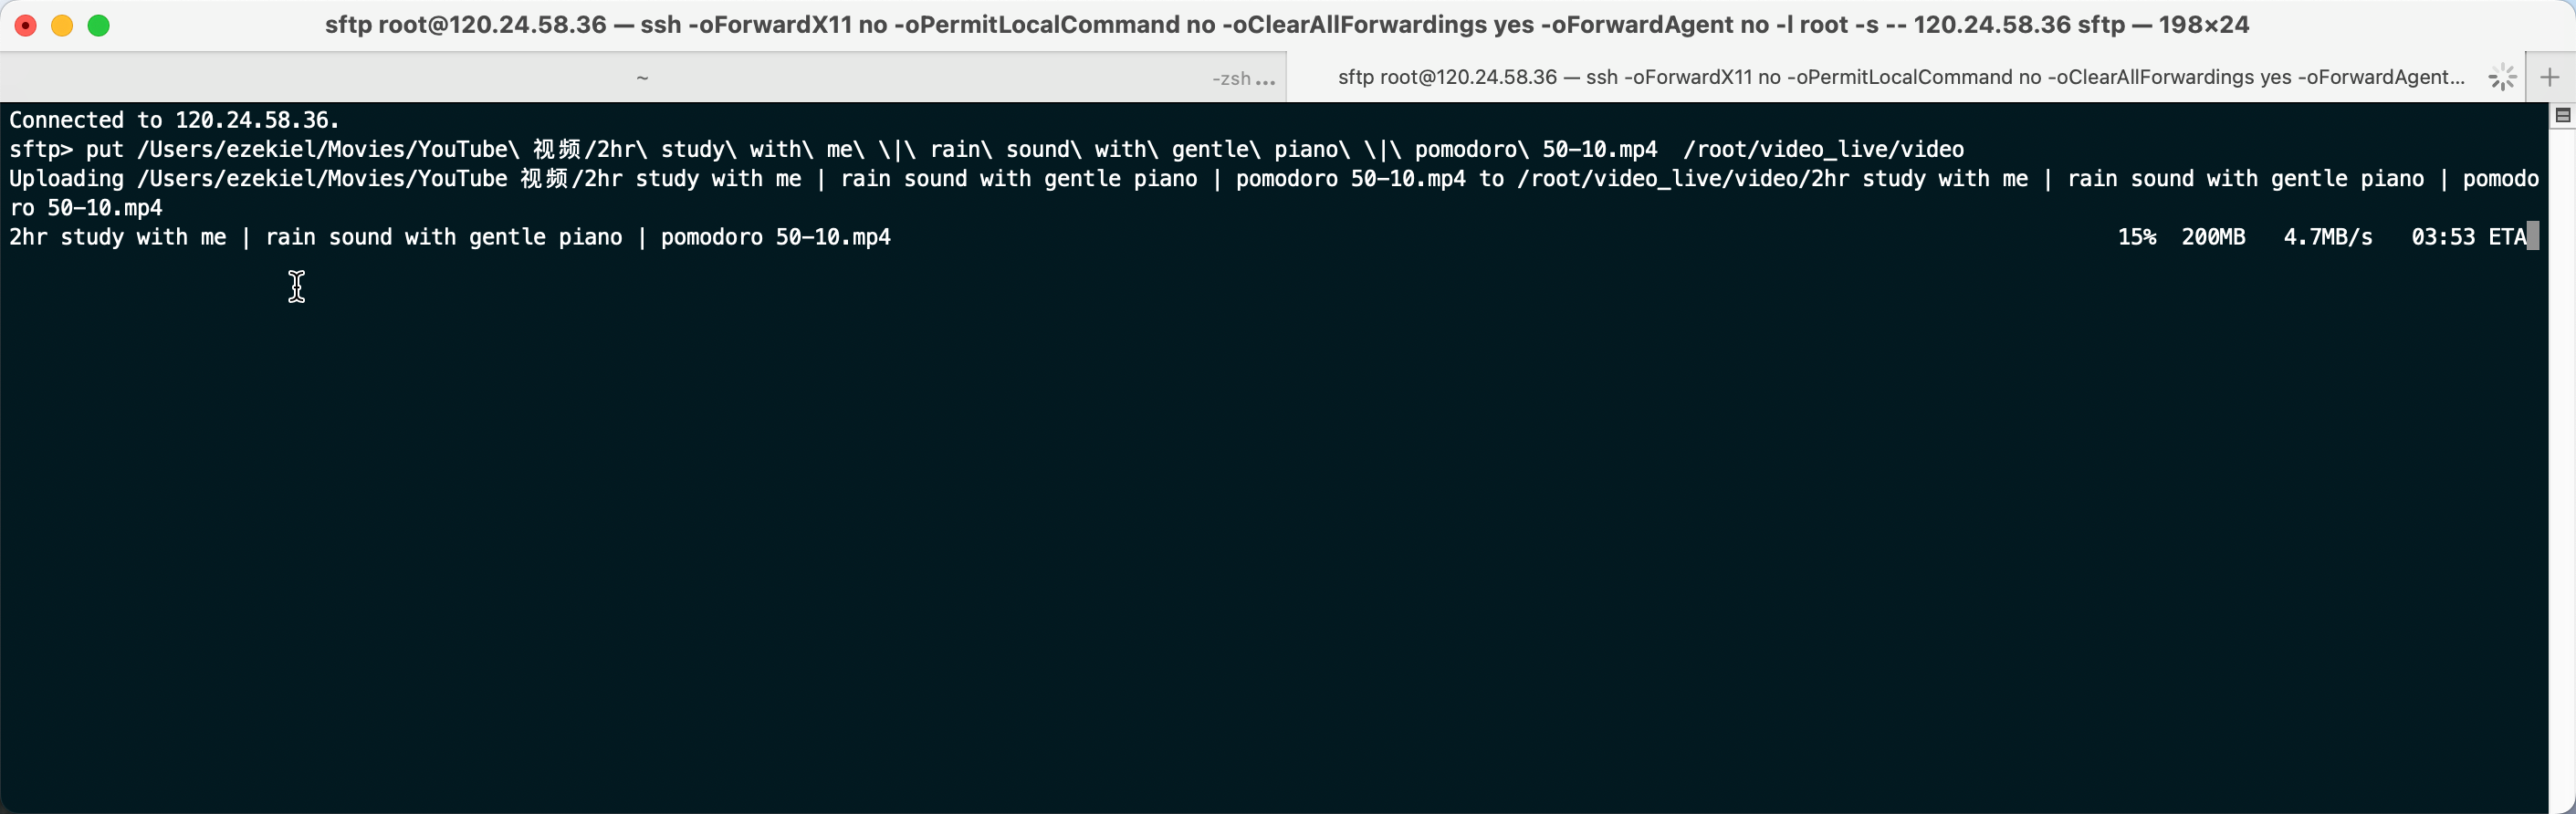 sftp root@120.24.58.36 — ssh -oForwardX11 no -oPermitLocalCommand no -oClearAllForwardings yes -oForwardAgent no -l root -s -- 120.24.58.36 sftp — 198×24
~ -zsh ... sftp root@120.24.58.36 — ssh -oForwardX11 no -oPermitLocalCommand no -oClearAllForwardings yes -oForwardAgent... +
Connected to 120.24.58.36.
sftp> put /Users/ezekiel/Movies/YouTube\ 视频/2hr\ study\ with\ me\ \|\ rain\ sound\ with\ gentle\ piano\ \|\ pomodoro\ 50-10.mp4  /root/video_live/video
Uploading /Users/ezekiel/Movies/YouTube 视频/2hr study with me | rain sound with gentle piano | pomodoro 50-10.mp4 to /root/video_live/video/2hr study with me | rain sound with gentle piano | pomodo
ro 50-10.mp4
2hr study with me | rain sound with gentle piano | pomodoro 50-10.mp4 15% 200MB 4.7MB/s 03:53 ETA